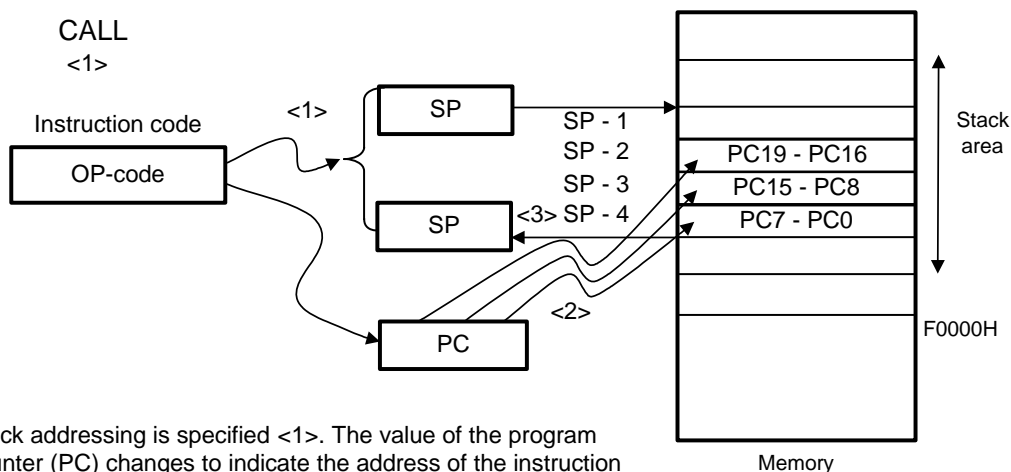 CALL
<1>
Instruction code
OP-code
<1>
SP
SP - 1
SP - 2
SP - 3
SP - 4
SP
<3>
PC
<2>
PC19 - PC16
PC15 - PC8
PC7 - PC0
Stack
area
F0000H
Memory
addressing is specified <1>. The value of the program
(PC) changes to indicate the address of the instruction